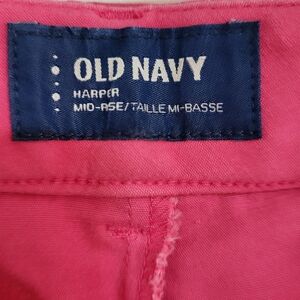 OLD NAVY
HARPER
MID-RISE/TAILLE MI-BASSE